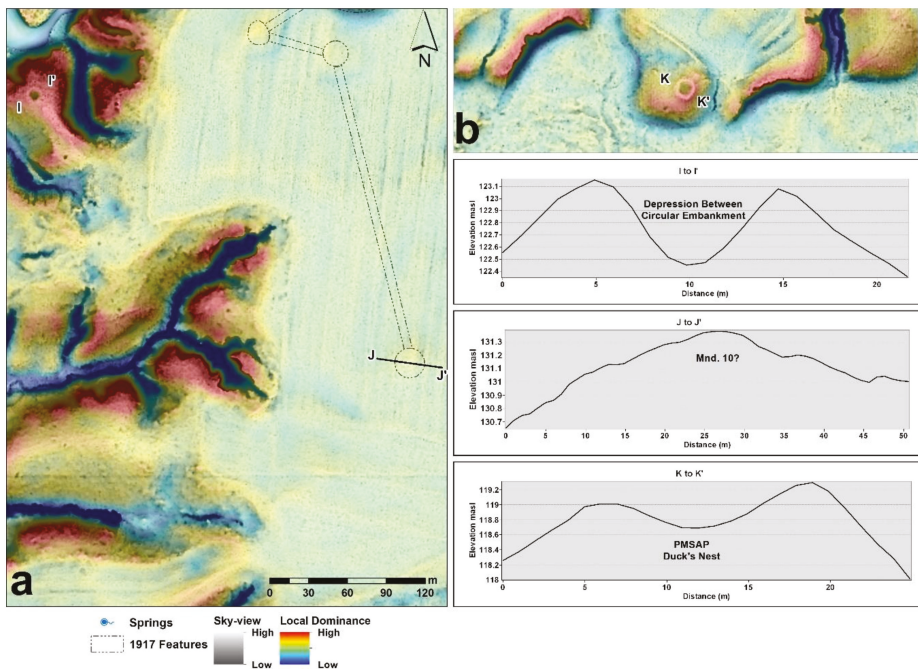 N
I
I'
J
J'
a
0 15 30 60 90 120 m
K
K'
b
I to I'
Elevation masl
123.1
123
122.9
122.8
122.7
122.6
122.5
122.4
Depression Between
Circular Embankment
0 5 10 15 20
Distance (m)
J to J'
Elevation masl
131.3
131.2
131.1
131
130.9
130.8
130.7
Mnd. 10?
0 5 10 15 20 25 30 35 40 45 50
Distance (m)
K to K'
Elevation masl
119.2
119
118.8
118.6
118.4
118.2
118
PMSAP
Duck's Nest
0 5 10 15 20
Distance (m)
Springs
1917 Features
Sky-view
High
Low
Local Dominance
High
Low